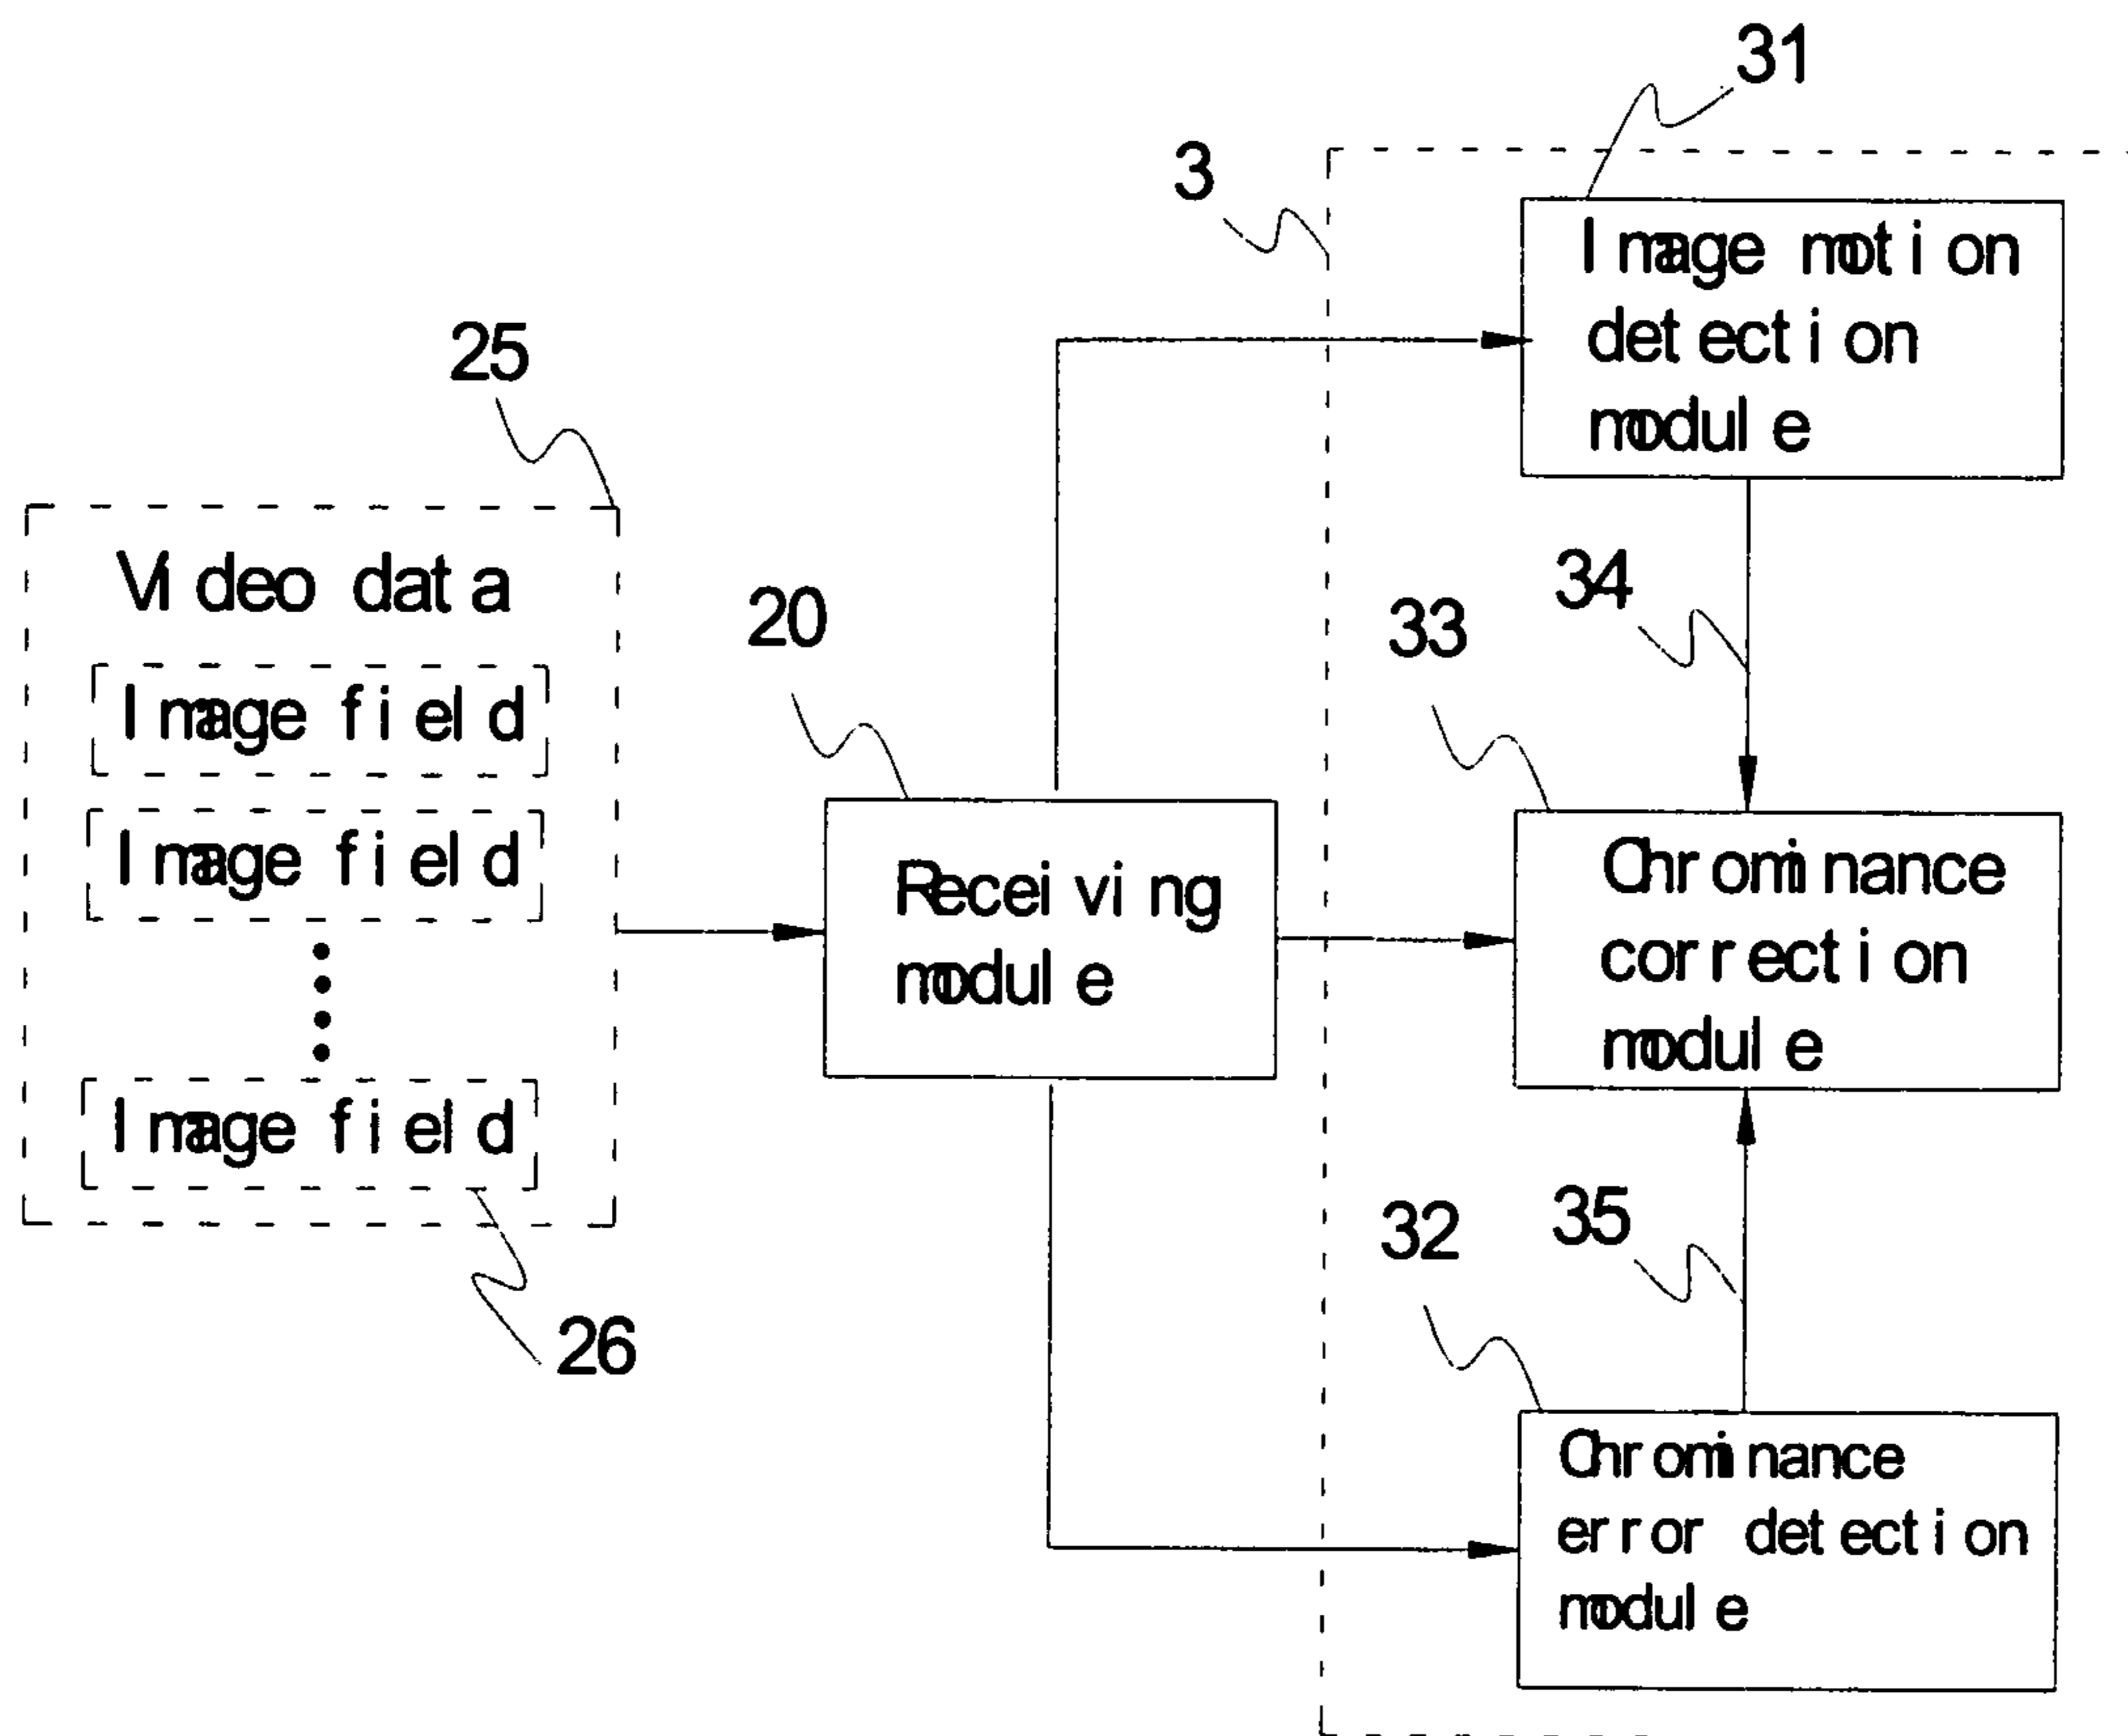 31
3
Image motion
detection
module
25
Video data
Image field
Image field
Image field
26
20
Receiving
module
34
33
Chrominance
correction
module
32
35
Chrominance
error detection
module